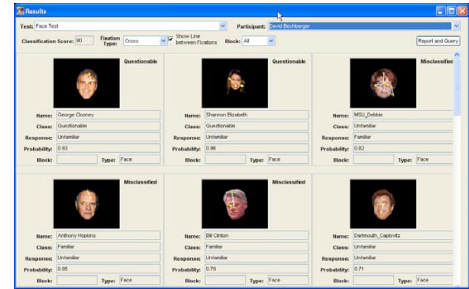 Results
Test: Face Test Participant: David Bechberger
Classification Score: 90 Fixation Type: Cross Show Line between Fixations Block: All Report and Query
Questionable Questionable Misclassified
Name: George Clooney Name: Shannon Elizabeth Name: MSU_Debbie
Class: Questionable Class: Questionable Class: Unfamiliar
Response: Unfamiliar Response: Unfamiliar Response: Familiar
Probability: 0.93 Probability: 0.96 Probability: 0.82
Block: Type: Face Block: Type: Face Block: Type: Face
Misclassified Misclassified
Name: Anthony Hopkins Name: Bill Clinton Name: Dartmouth_Caplovitz
Class: Familiar Class: Familiar Class: Unfamiliar
Response: Unfamiliar Response: Unfamiliar Response: Unfamiliar
Probability: 0.95 Probability: 0.79 Probability: 0.71
Block: Type: Face Block: Type: Face Block: Type: Face